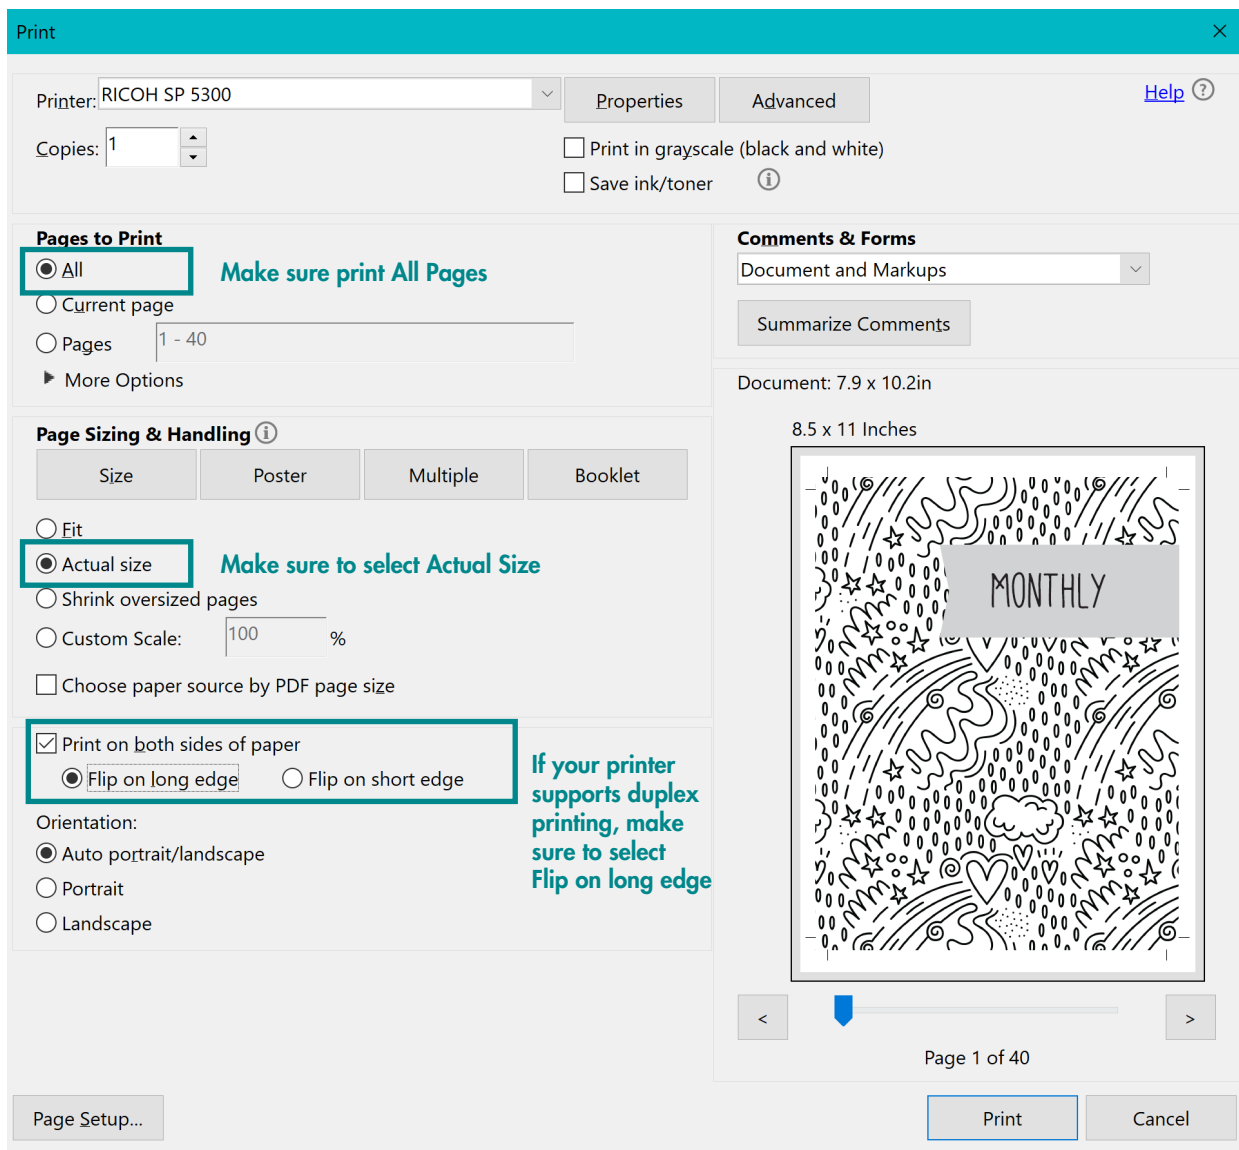 Print
Printer: RICOH SP 5300
Properties
Advanced
Help
Copies: 1
Print in grayscale (black and white)
Save ink/toner
Pages to Print
All
Make sure print All Pages
Current page
Pages 1 - 40
More Options
Comments & Forms
Document and Markups
Summarize Comments
Page Sizing & Handling
Size
Poster
Multiple
Booklet
Fit
Actual size
Make sure to select Actual Size
Shrink oversized pages
Custom Scale: 100 %
Choose paper source by PDF page size
Print on both sides of paper
Flip on long edge
Flip on short edge
If your printer
supports duplex
printing, make
sure to select
Flip on long edge
Orientation:
Auto portrait/landscape
Portrait
Landscape
Document: 7.9 x 10.2in
8.5 x 11 Inches
MONTHLY
<
>
Page 1 of 40
Page Setup...
Print
Cancel